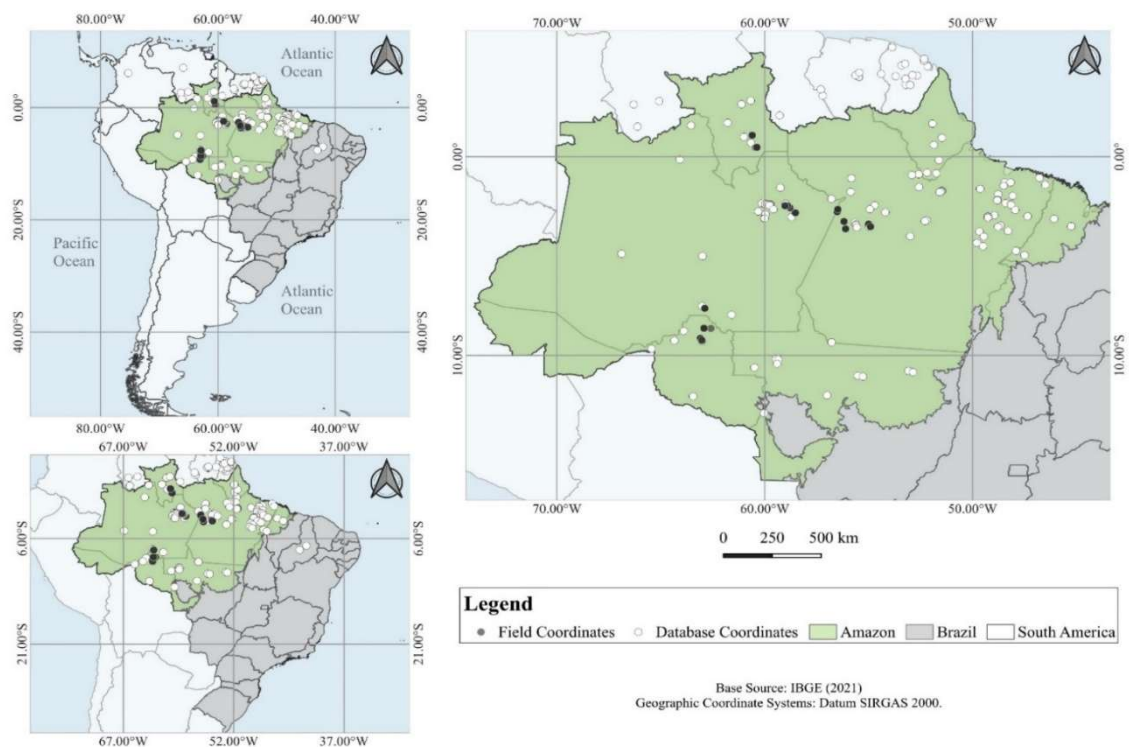 80.00°W 60.00°W 40.00°W
Atlantic
Ocean
0.00°
20.00°S
40.00°S
Pacific
Ocean
Atlantic
Ocean
0.00°
20.00°S
40.00°S
80.00°W 60.00°W 40.00°W
67.00°W 52.00°W 37.00°W
6.00°S
21.00°S
6.00°S
21.00°S
67.00°W 52.00°W 37.00°W
70.00°W 60.00°W 50.00°W
0.00°
10.00°S
0.00°
10.00°S
70.00°W 60.00°W 50.00°W
0 250 500 km
Legend
Field Coordinates Database Coordinates Amazon Brazil South America
Base Source: IBGE (2021)
Geographic Coordinate Systems: Datum SIRGAS 2000.